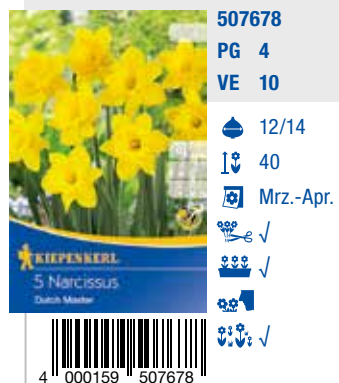 507678
PG 4
VE 10
12/14
40
Mrz.-Apr.
√
√
√
KIEPENKERL
5 Narcissus
Dutch Master
4 000159 507678